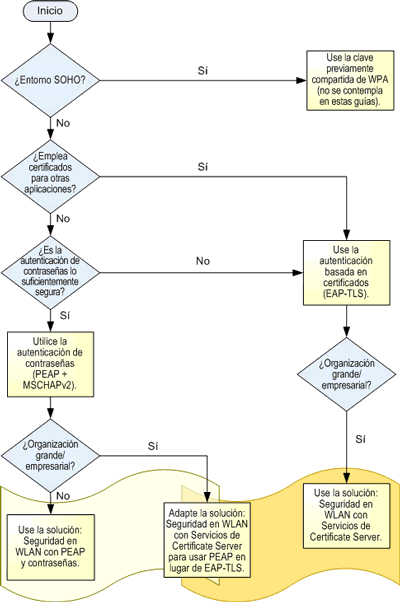 Inicio
¿Entorno SOHO?
Sí
Use la clave
previamente
compartida de WPA
(no se contempla
en estas guías).
No
¿Emplea
certificados
para otras
aplicaciones?
Sí
No
¿Es la
autenticación de
contraseñas lo
suficientemente
segura?
No
Use la
autenticación
basada en
certificados
(EAP-TLS).
Sí
Utilice la
autenticación de
contraseñas
(PEAP +
MSCHAPv2).
¿Organización
grande/
empresarial?
Sí
¿Organización
grande/
empresarial?
Sí
No
Use la solución:
Seguridad en
WLAN con PEAP
y contraseñas.
Adapte la solución:
Seguridad en WLAN
con Servicios de
Certificate Server
para usar PEAP en
lugar de EAP-TLS.
Use la solución:
Seguridad en
WLAN con
Servicios de
Certificate Server.